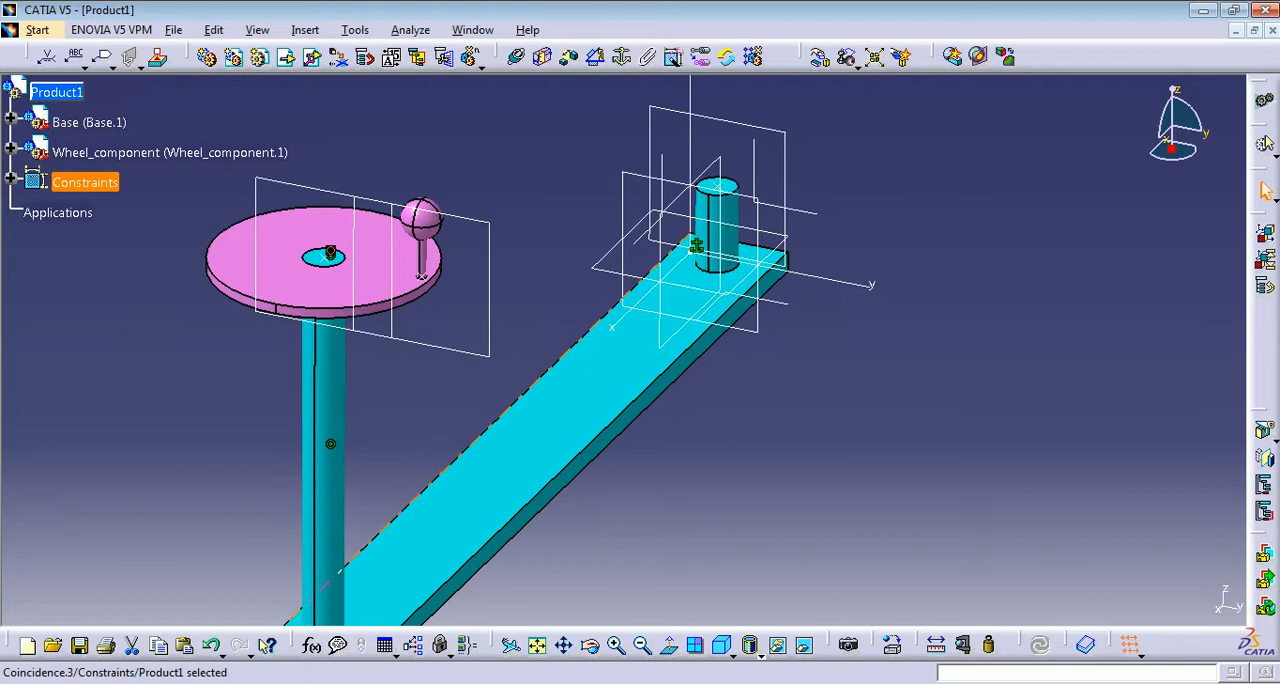 CATIA V5 - [Product1]
Start ENOVIA V5 VPM File Edit View Insert Tools Analyze Window Help
Product1
Base (Base.1)
Wheel_component (Wheel_component.1)
Constraints
Applications
z
y
x
y
x
z
x
y
f(x)
CATIA
Coincidence.3/Constraints/Product1 selected